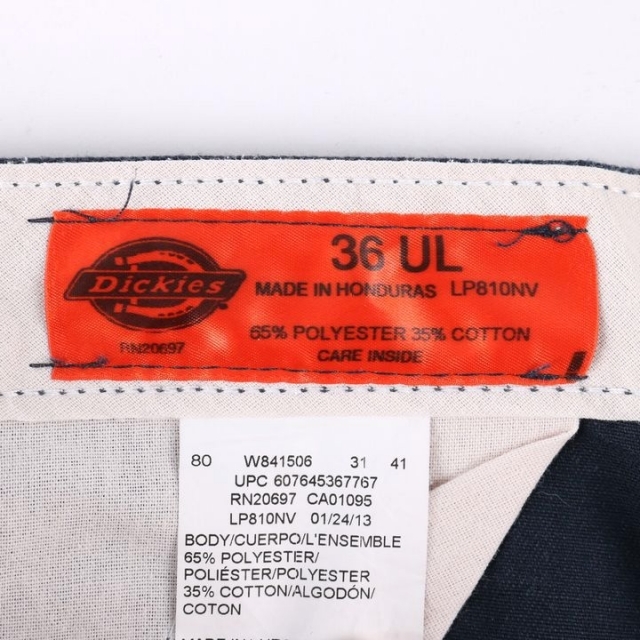 36 UL
Dickies
MADE IN HONDURAS LP810NV
RN20697
65% POLYESTER 35% COTTON
CARE INSIDE
80 W841506 31 41
UPC 607645367767
RN20697 CA01095
LP810NV 01/24/13
BODY/CUERPO/L'ENSEMBLE
65% POLYESTER/
POLIÉSTER/POLYESTER
35% COTTON/ALGODÓN/
COTON